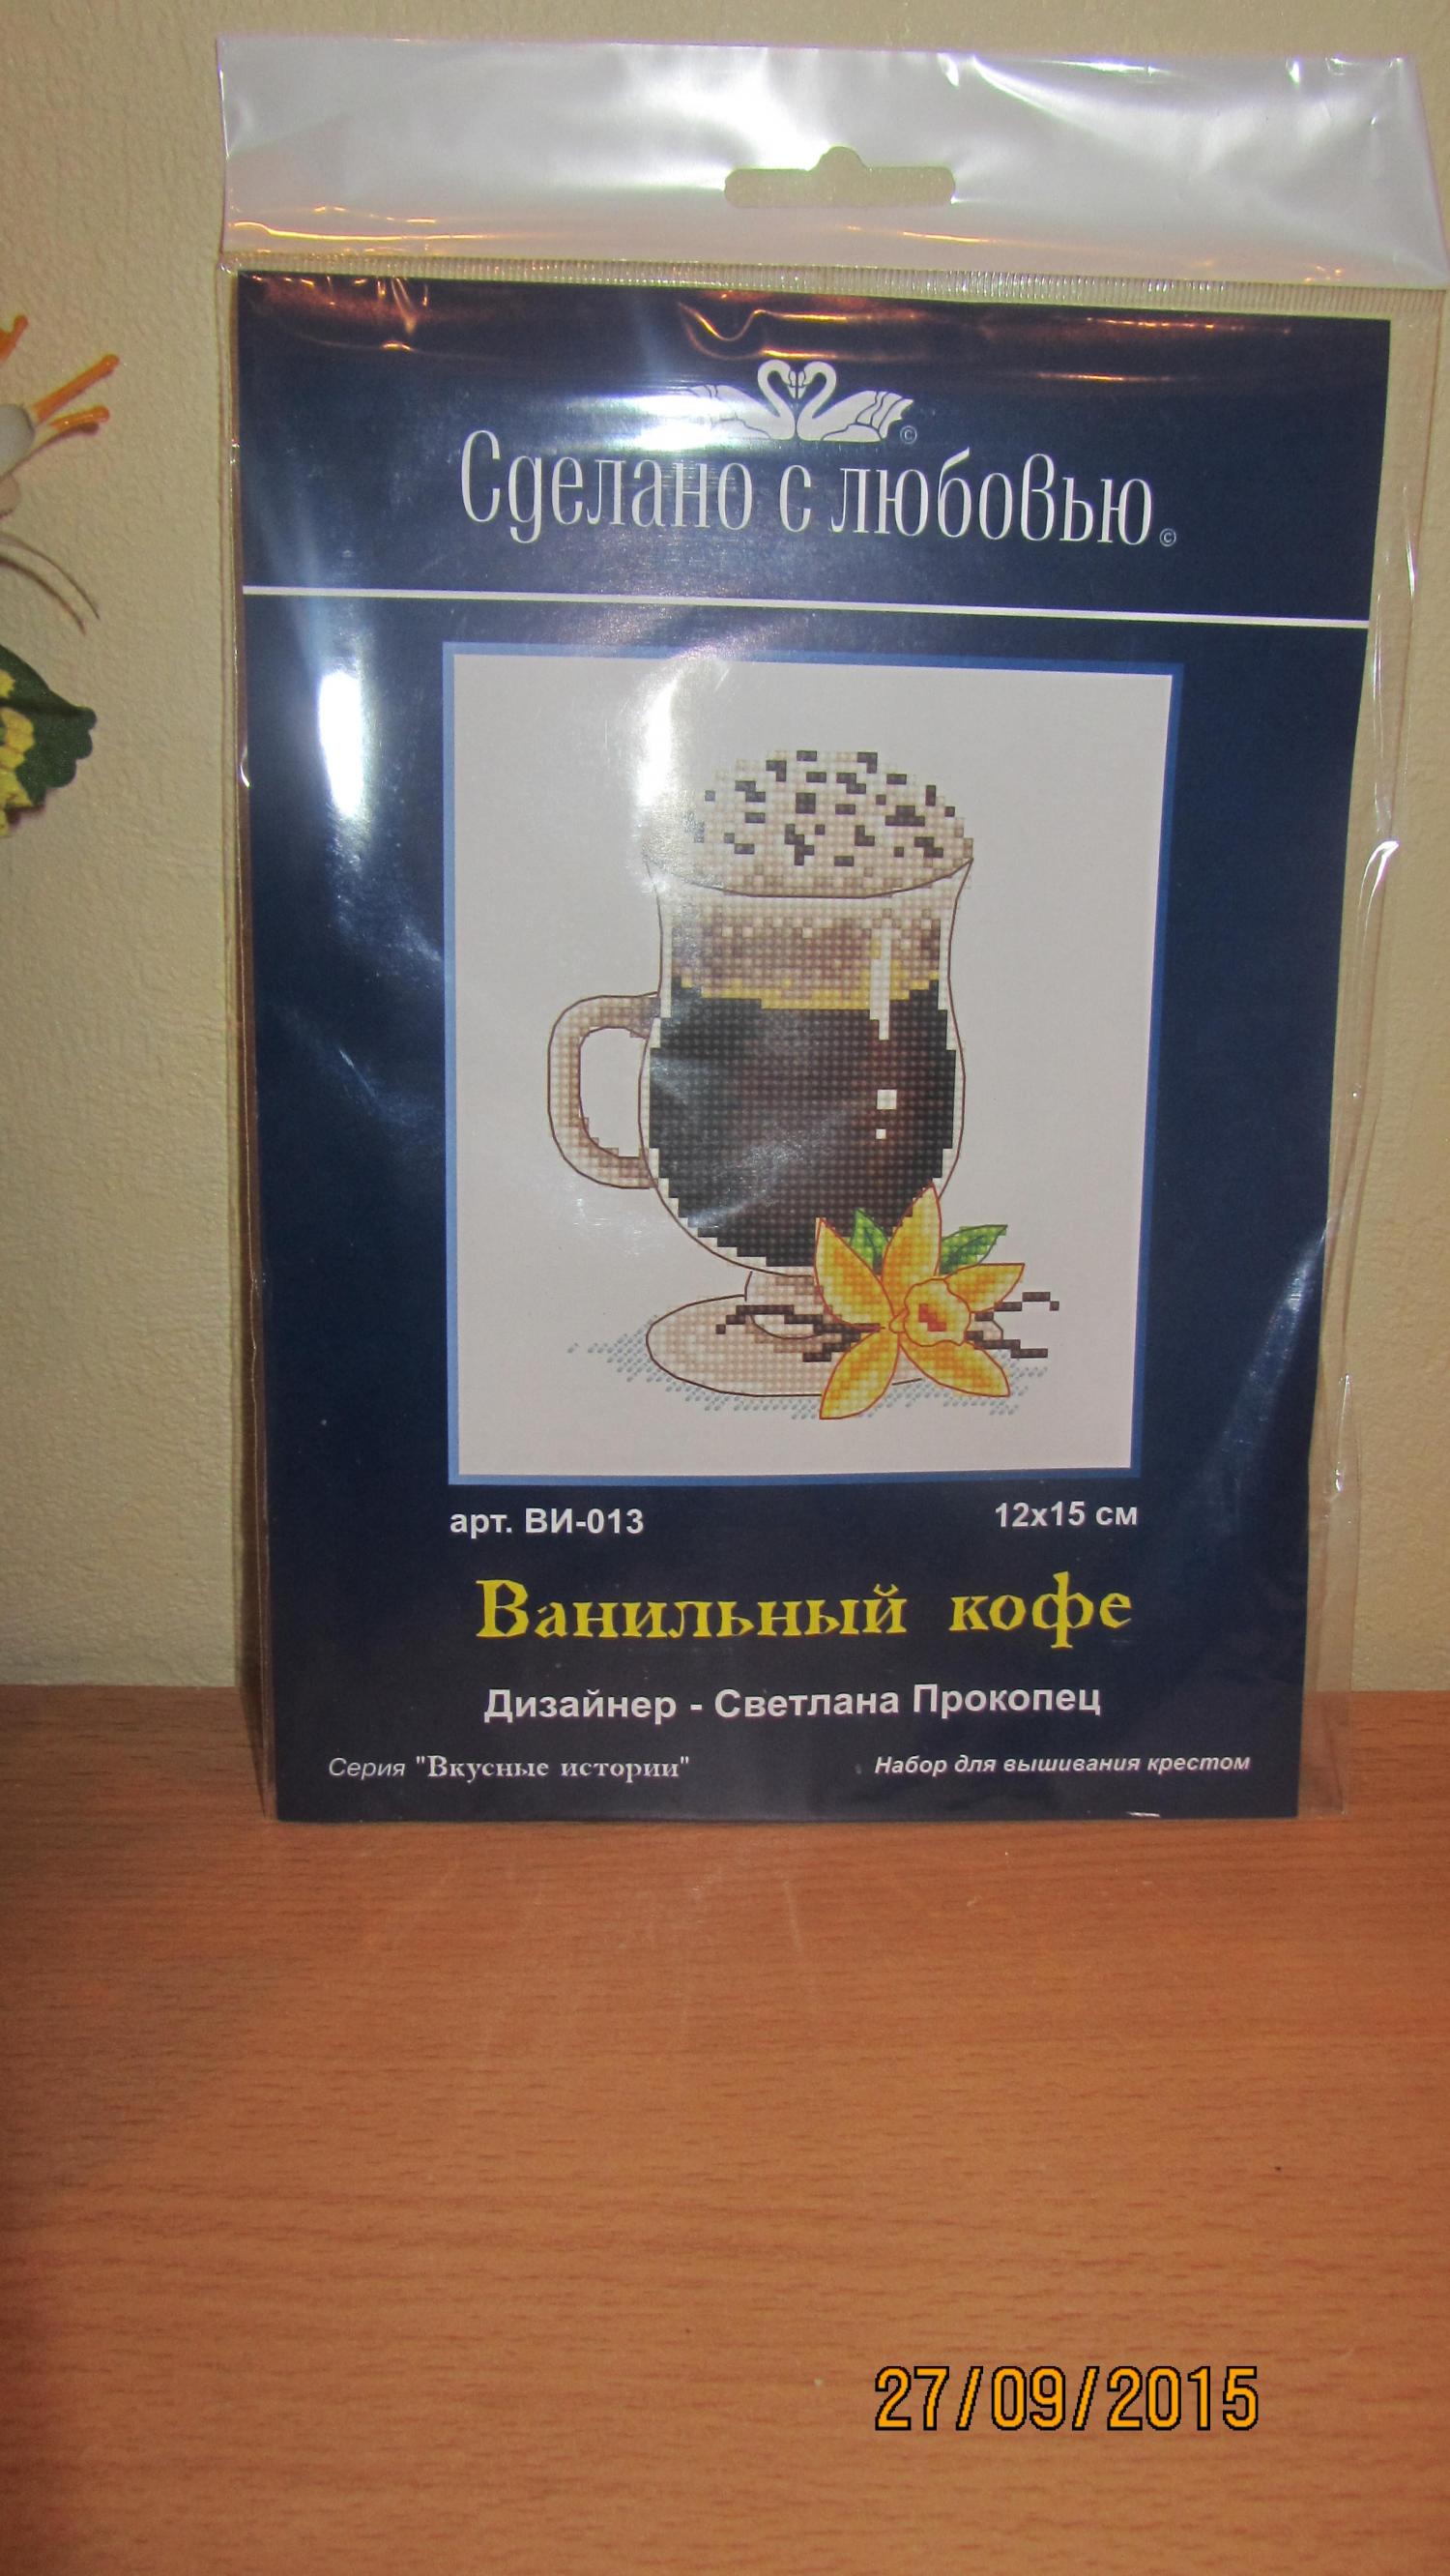 ©
Сделано с любовью ©
арт. ВИ-013
12х15 см
Ванильный кофе
Дизайнер - Светлана Прокопец
Серия "Вкусные истории"
Набор для вышивания крестом
27/09/2015